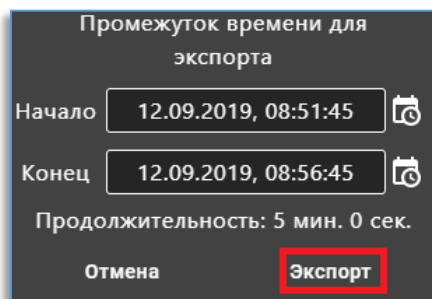 Промежуток времени для
экспорта
Начало 12.09.2019, 08:51:45
Конец 12.09.2019, 08:56:45
Продолжительность: 5 мин. 0 сек.
Отмена Экспорт